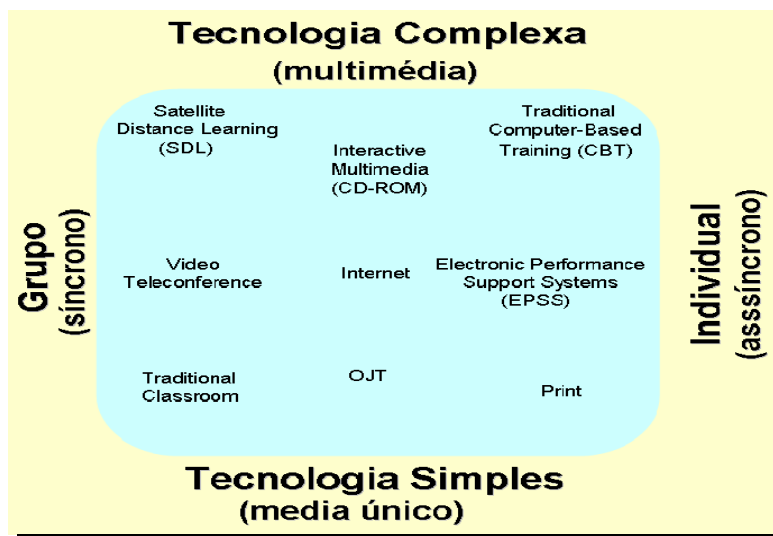 Tecnologia Complexa
(multimédia)
Satellite
Distance Learning
(SDL)
Interactive
Multimedia
(CD-ROM)
Traditional
Computer-Based
Training (CBT)
Grupo
(síncrono)
Video
Teleconference
Internet
Electronic Performance
Support Systems
(EPSS)
Individual
(asssíncrono)
Traditional
Classroom
OJT
Print
Tecnologia Simples
(media único)